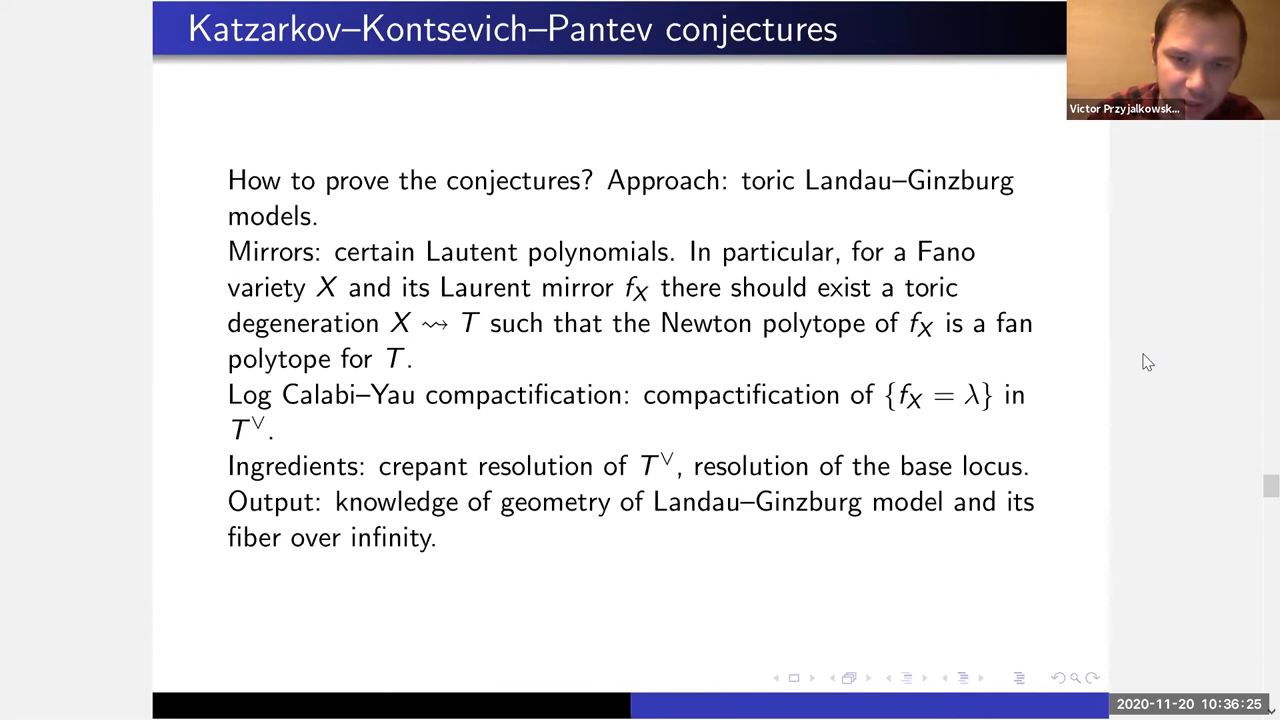 Katzarkov–Kontsevich–Pantev conjectures
Victor Przyjalkowsk...
How to prove the conjectures? Approach: toric Landau–Ginzburg
models.
Mirrors: certain Lautent polynomials. In particular, for a Fano
variety X and its Laurent mirror f_X there should exist a toric
degeneration X ⇝ T such that the Newton polytope of f_X is a fan
polytope for T.
Log Calabi–Yau compactification: compactification of {f_X = λ} in
T^∨.
Ingredients: crepant resolution of T^∨, resolution of the base locus.
Output: knowledge of geometry of Landau–Ginzburg model and its
fiber over infinity.
2020-11-20 10:36:25